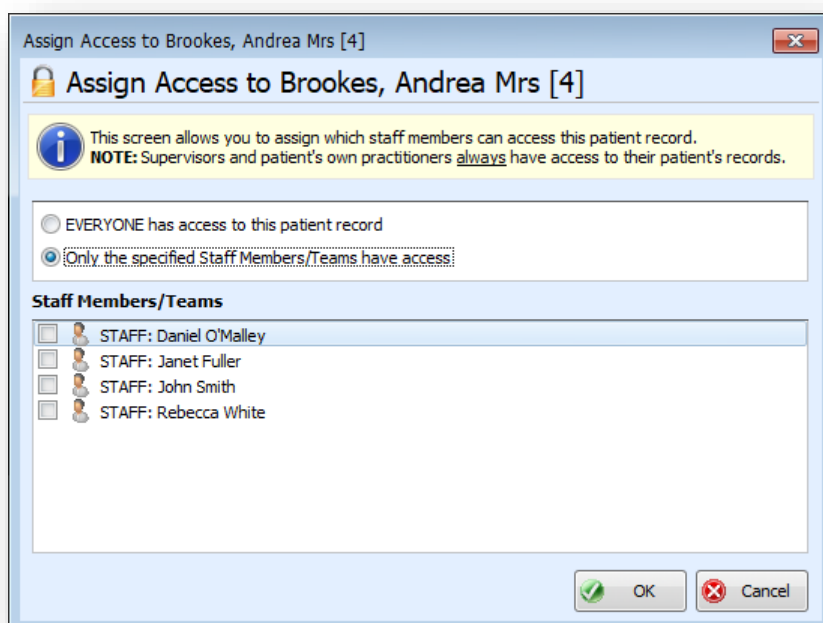 Assign Access to Brookes, Andrea Mrs [4]
Assign Access to Brookes, Andrea Mrs [4]
This screen allows you to assign which staff members can access this patient record.
NOTE: Supervisors and patient's own practitioners always have access to their patient's records.
EVERYONE has access to this patient record
Only the specified Staff Members/Teams have access
Staff Members/Teams
STAFF: Daniel O'Malley
STAFF: Janet Fuller
STAFF: John Smith
STAFF: Rebecca White
OK Cancel